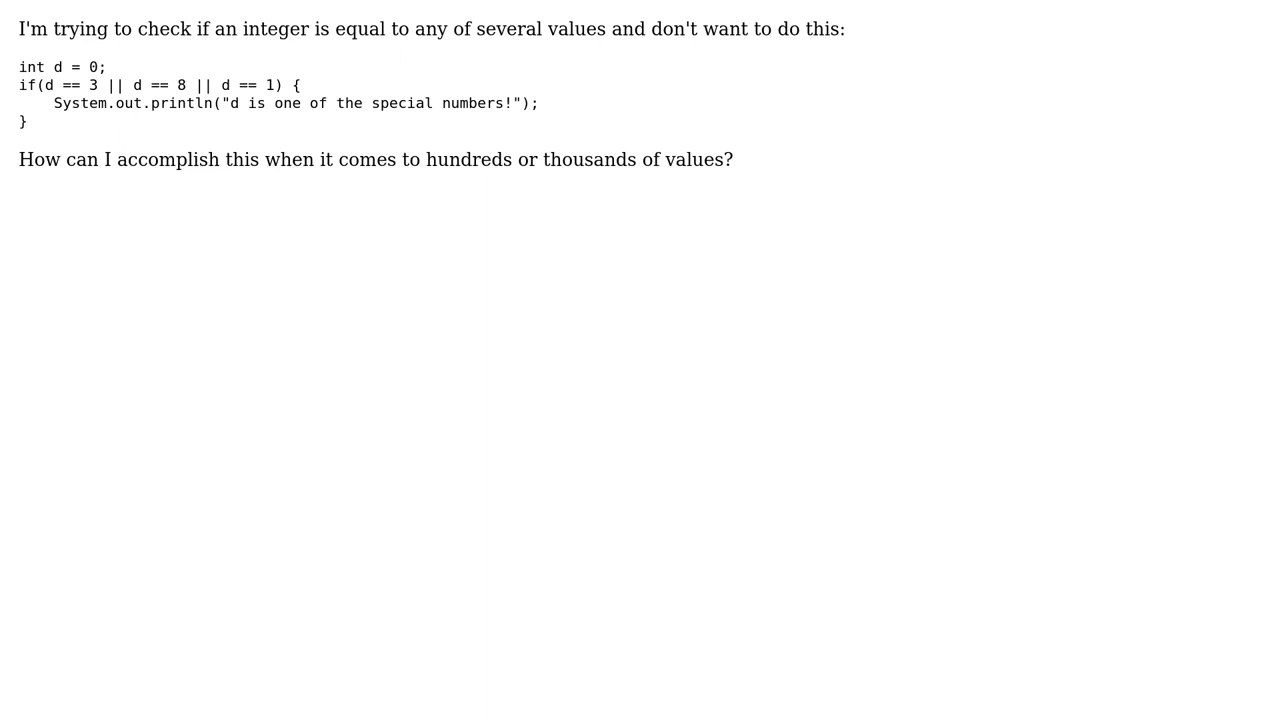 I'm trying to check if an integer is equal to any of several values and don't want to do this:
int d = 0;
if(d == 3 || d == 8 || d == 1) {
    System.out.println("d is one of the special numbers!");
}
How can I accomplish this when it comes to hundreds or thousands of values?